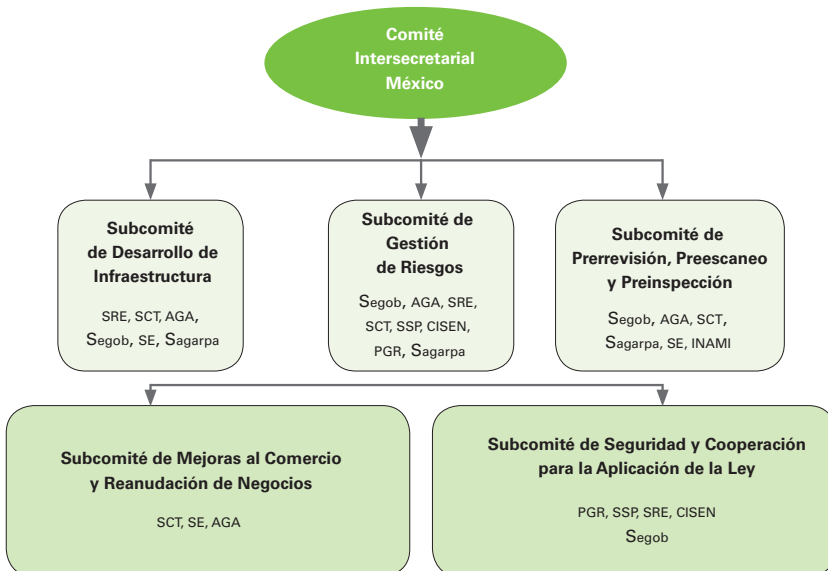 Comité
Intersecretarial
México
Subcomité
de Desarrollo de
Infraestructura
SRE, SCT, AGA,
Segob, SE, Sagarpa
Subcomité de
Gestión
de Riesgos
Segob, AGA, SRE,
SCT, SSP, CISEN,
PGR, Sagarpa
Subcomité de
Prerrevisión, Preescaneo
y Preinspección
Segob, AGA, SCT,
Sagarpa, SE, INAMI
Subcomité de Mejoras al Comercio
y Reanudación de Negocios
SCT, SE, AGA
Subcomité de Seguridad y Cooperación
para la Aplicación de la Ley
PGR, SSP, SRE, CISEN
Segob